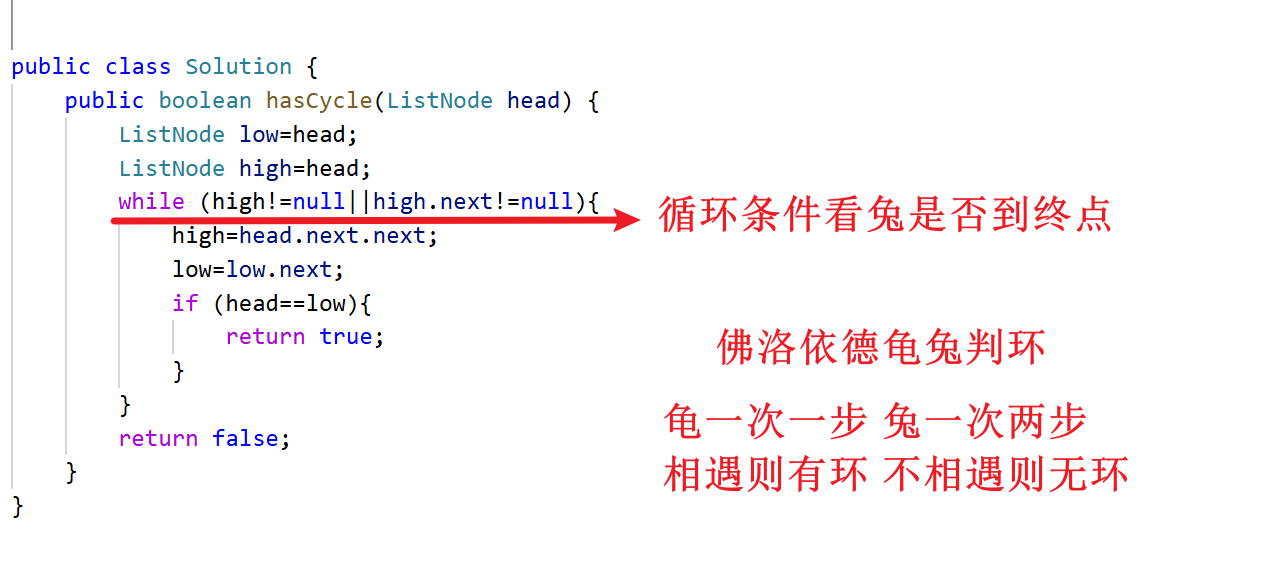 public class Solution {
public boolean hasCycle(ListNode head) {
ListNode low=head;
ListNode high=head;
while (high!=null||high.next!=null){
循环条件看兔是否到终点
high=head.next.next;
low=low.next;
if (head==low){
return true;
}
}
return false;
}
}
佛洛依德龟兔判环
龟一次一步 兔一次两步
相遇则有环 不相遇则无环